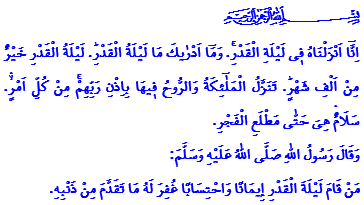 بِسْمِ اللّٰهِ الرَّحْمٰنِ الرَّحِيمِ
اِنَّٓا اَنْزَلْنَاهُ ف۪ى لَيْلَةِ الْقَدْرِۚ. وَمَٓا اَدْرٰيكَ مَا لَيْلَةُ الْقَدْرِۜ. لَيْلَةُ الْقَدْرِ خَيْرٌ
مِنْ اَلْفِ شَهْرٍۜ. تَنَزَّلُ الْمَلٰٓئِكَةُ وَالرُّوحُ ف۪يهَا بِاِذْنِ رَبِّهِمْۚ مِنْ كُلِّ اَمْرٍۙ.
سَلَامٌ۠ هِىَ حَتّٰى مَطْلَعِ الْفَجْرِ.
وَقَالَ رَسُولُ اللّٰهِ صَلَّى اللّٰهُ عَلَيْهِ وَسَلَّمَ:
مَنْ قَامَ لَيْلَةَ الْقَدْرِ اِيمَانًا وَاحْتِسَابًا غُفِرَ لَهُ مَا تَقَدَّمَ مِنْ ذَنْبِهِ.